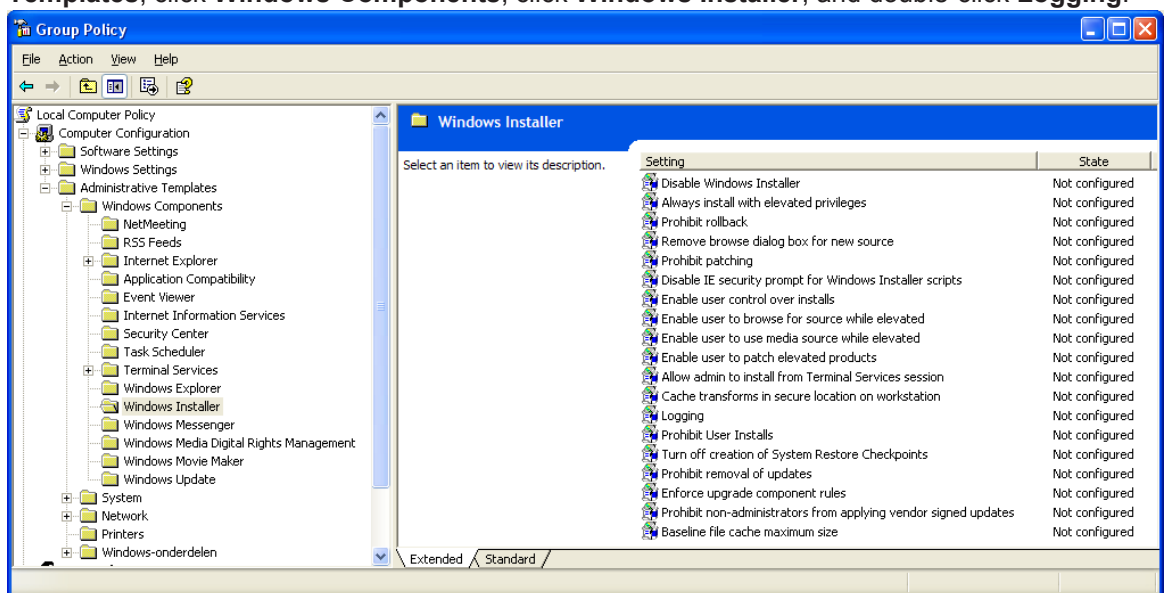 Templates, click Windows Components, click Windows Installer, and double-click Logging.
Group Policy
File Action View Help
Local Computer Policy
Computer Configuration
Software Settings
Windows Settings
Administrative Templates
Windows Components
NetMeeting
RSS Feeds
Internet Explorer
Application Compatibility
Event Viewer
Internet Information Services
Security Center
Task Scheduler
Terminal Services
Windows Explorer
Windows Installer
Windows Messenger
Windows Media Digital Rights Management
Windows Movie Maker
Windows Update
System
Network
Printers
Windows-onderdelen
Windows Installer
Select an item to view its description.
Setting State
Disable Windows Installer Not configured
Always install with elevated privileges Not configured
Prohibit rollback Not configured
Remove browse dialog box for new source Not configured
Prohibit patching Not configured
Disable IE security prompt for Windows Installer scripts Not configured
Enable user control over installs Not configured
Enable user to browse for source while elevated Not configured
Enable user to use media source while elevated Not configured
Enable user to patch elevated products Not configured
Allow admin to install from Terminal Services session Not configured
Cache transforms in secure location on workstation Not configured
Logging Not configured
Prohibit User Installs Not configured
Turn off creation of System Restore Checkpoints Not configured
Prohibit removal of updates Not configured
Enforce upgrade component rules Not configured
Prohibit non-administrators from applying vendor signed updates Not configured
Baseline file cache maximum size Not configured
Extended Standard